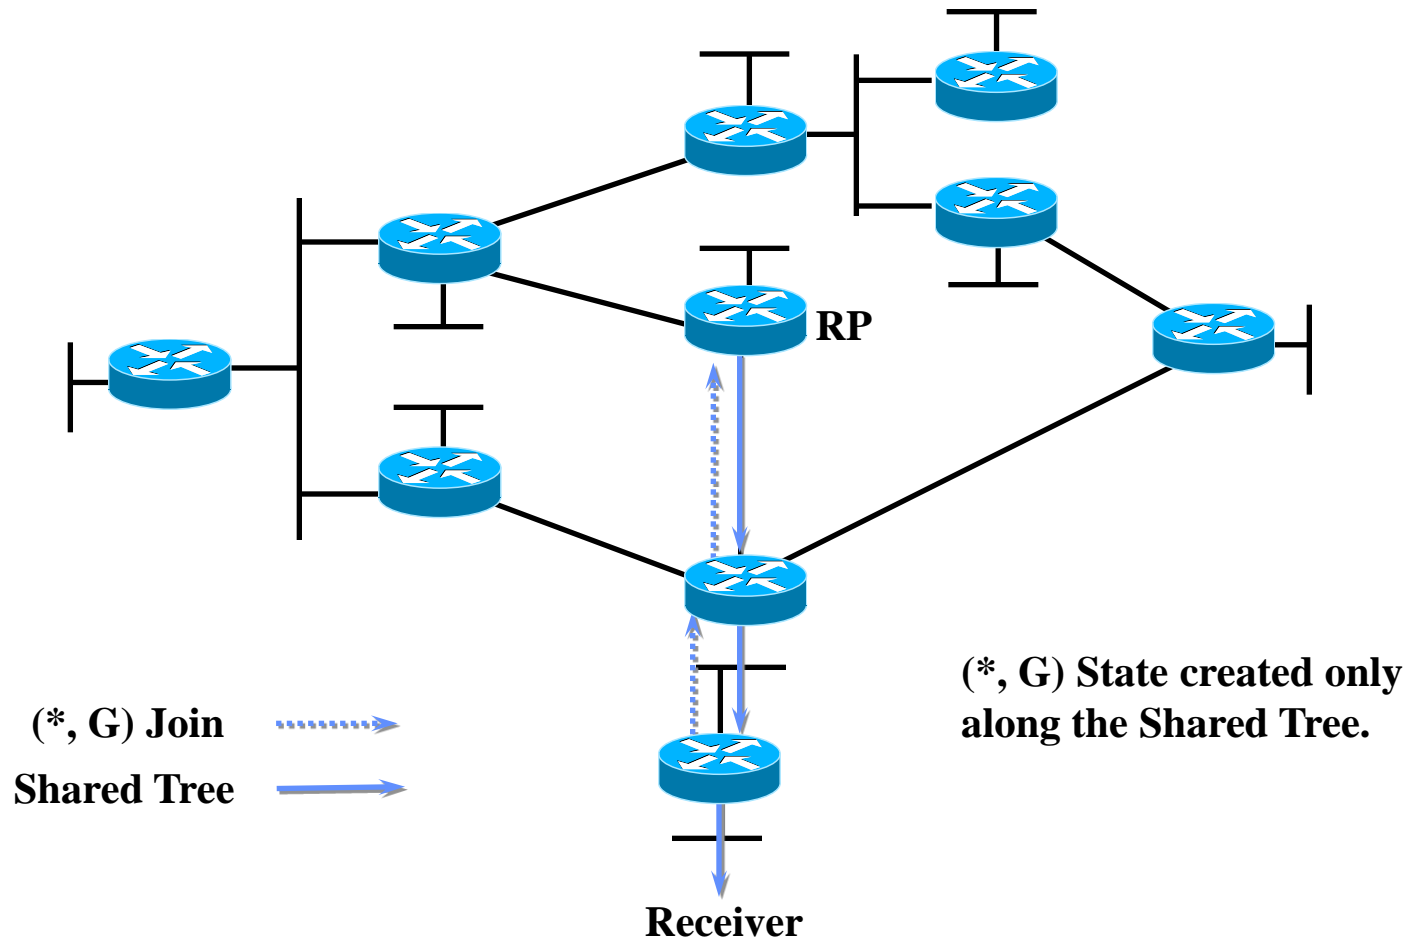 RP
(*, G) State created only
along the Shared Tree.
(*, G) Join
Shared Tree
Receiver